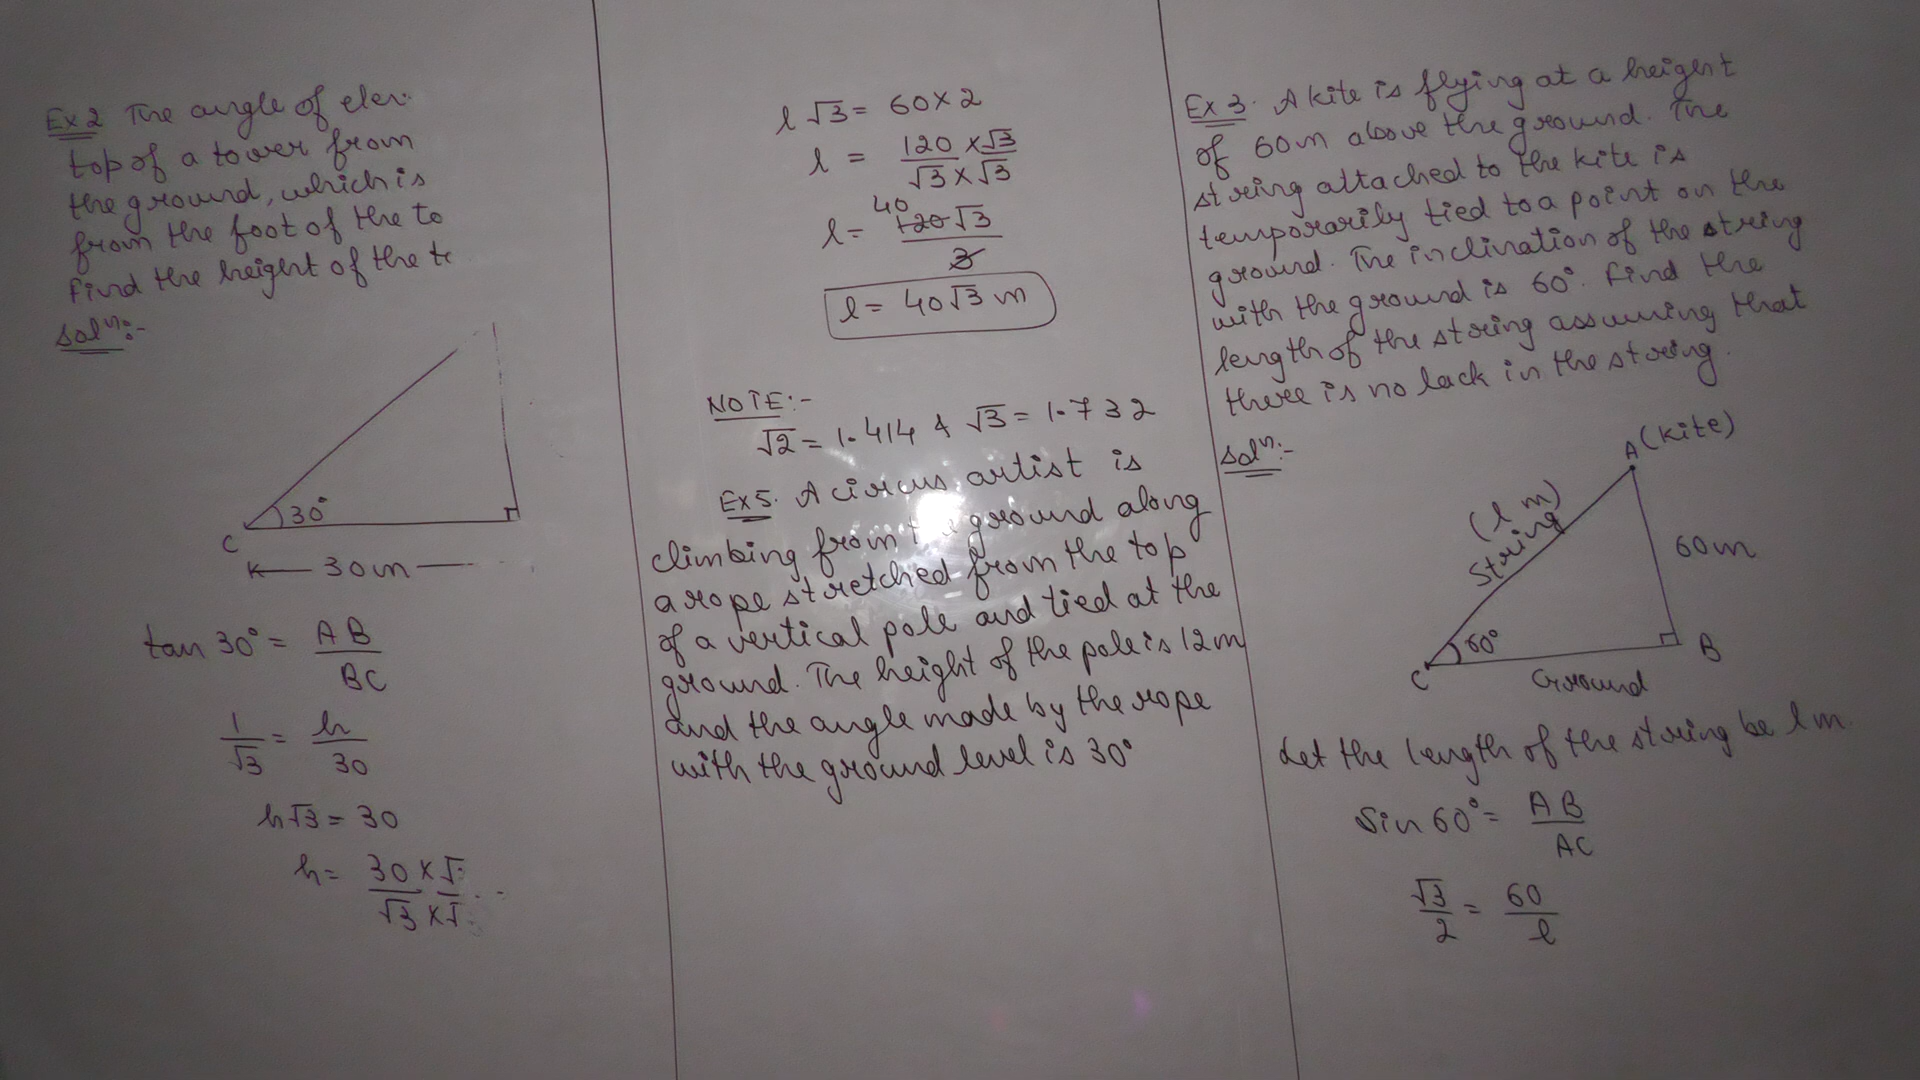 Ex 2 The angle of elev.
top of a tower from
the ground, which is
from the foot of the to
Find the height of the t
Solⁿ:-
30°
C
30m
tan 30° = AB/BC
1/√3 = h/30
h√3 = 30
h = 30 × √/√3 × √
l√3 = 60×2
l = 120 × √3/√3 × √3
40
l = 120√3/3
l = 40√3 m
NOTE:-
√2 = 1.414 & √3 = 1.732
Ex 5. A circus artist is
climbing from ground along
a rope stretched from the top
of a vertical pole and tied at the
ground. The height of the pole is 12m
and the angle made by the rope
with the ground level is 30°
Ex 3. A kite is flying at a height
of 60m above the ground. The
string attached to the kite is
temporarily tied to a point on the
ground. The inclination of the string
with the ground is 60°. Find the
length of the string assuming that
there is no lack in the string.
Solⁿ:-
A (kite)
(l m)
String
60m
60°
C
B
Ground
Let the length of the string be l m.
Sin 60° = AB/AC
√3/2 = 60/l